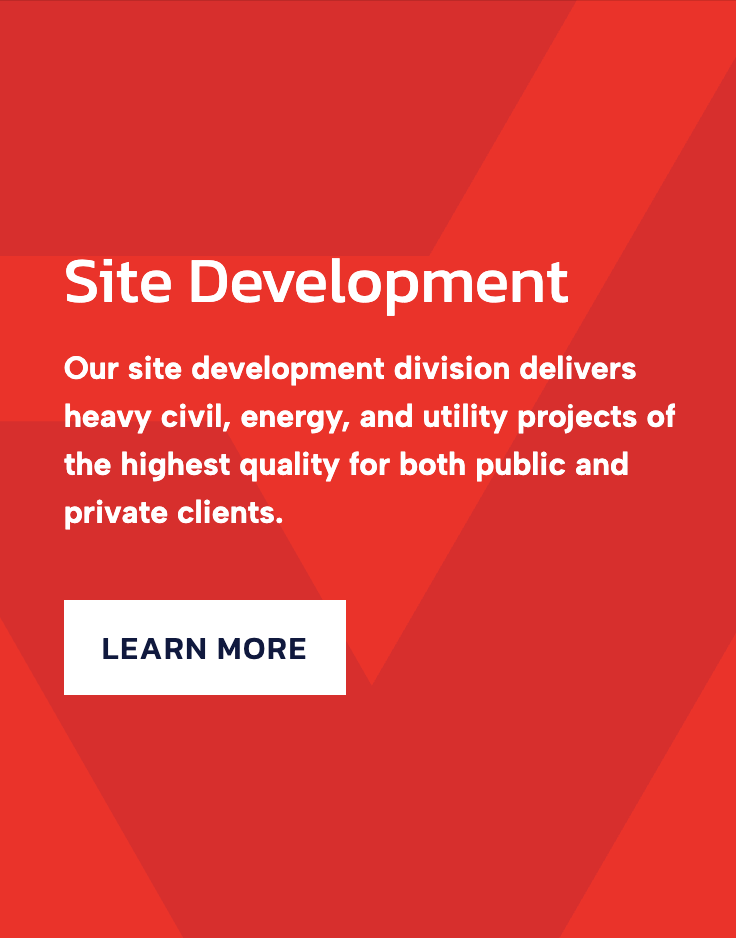 Site Development
Our site development division delivers
heavy civil, energy, and utility projects of
the highest quality for both public and
private clients.
LEARN MORE